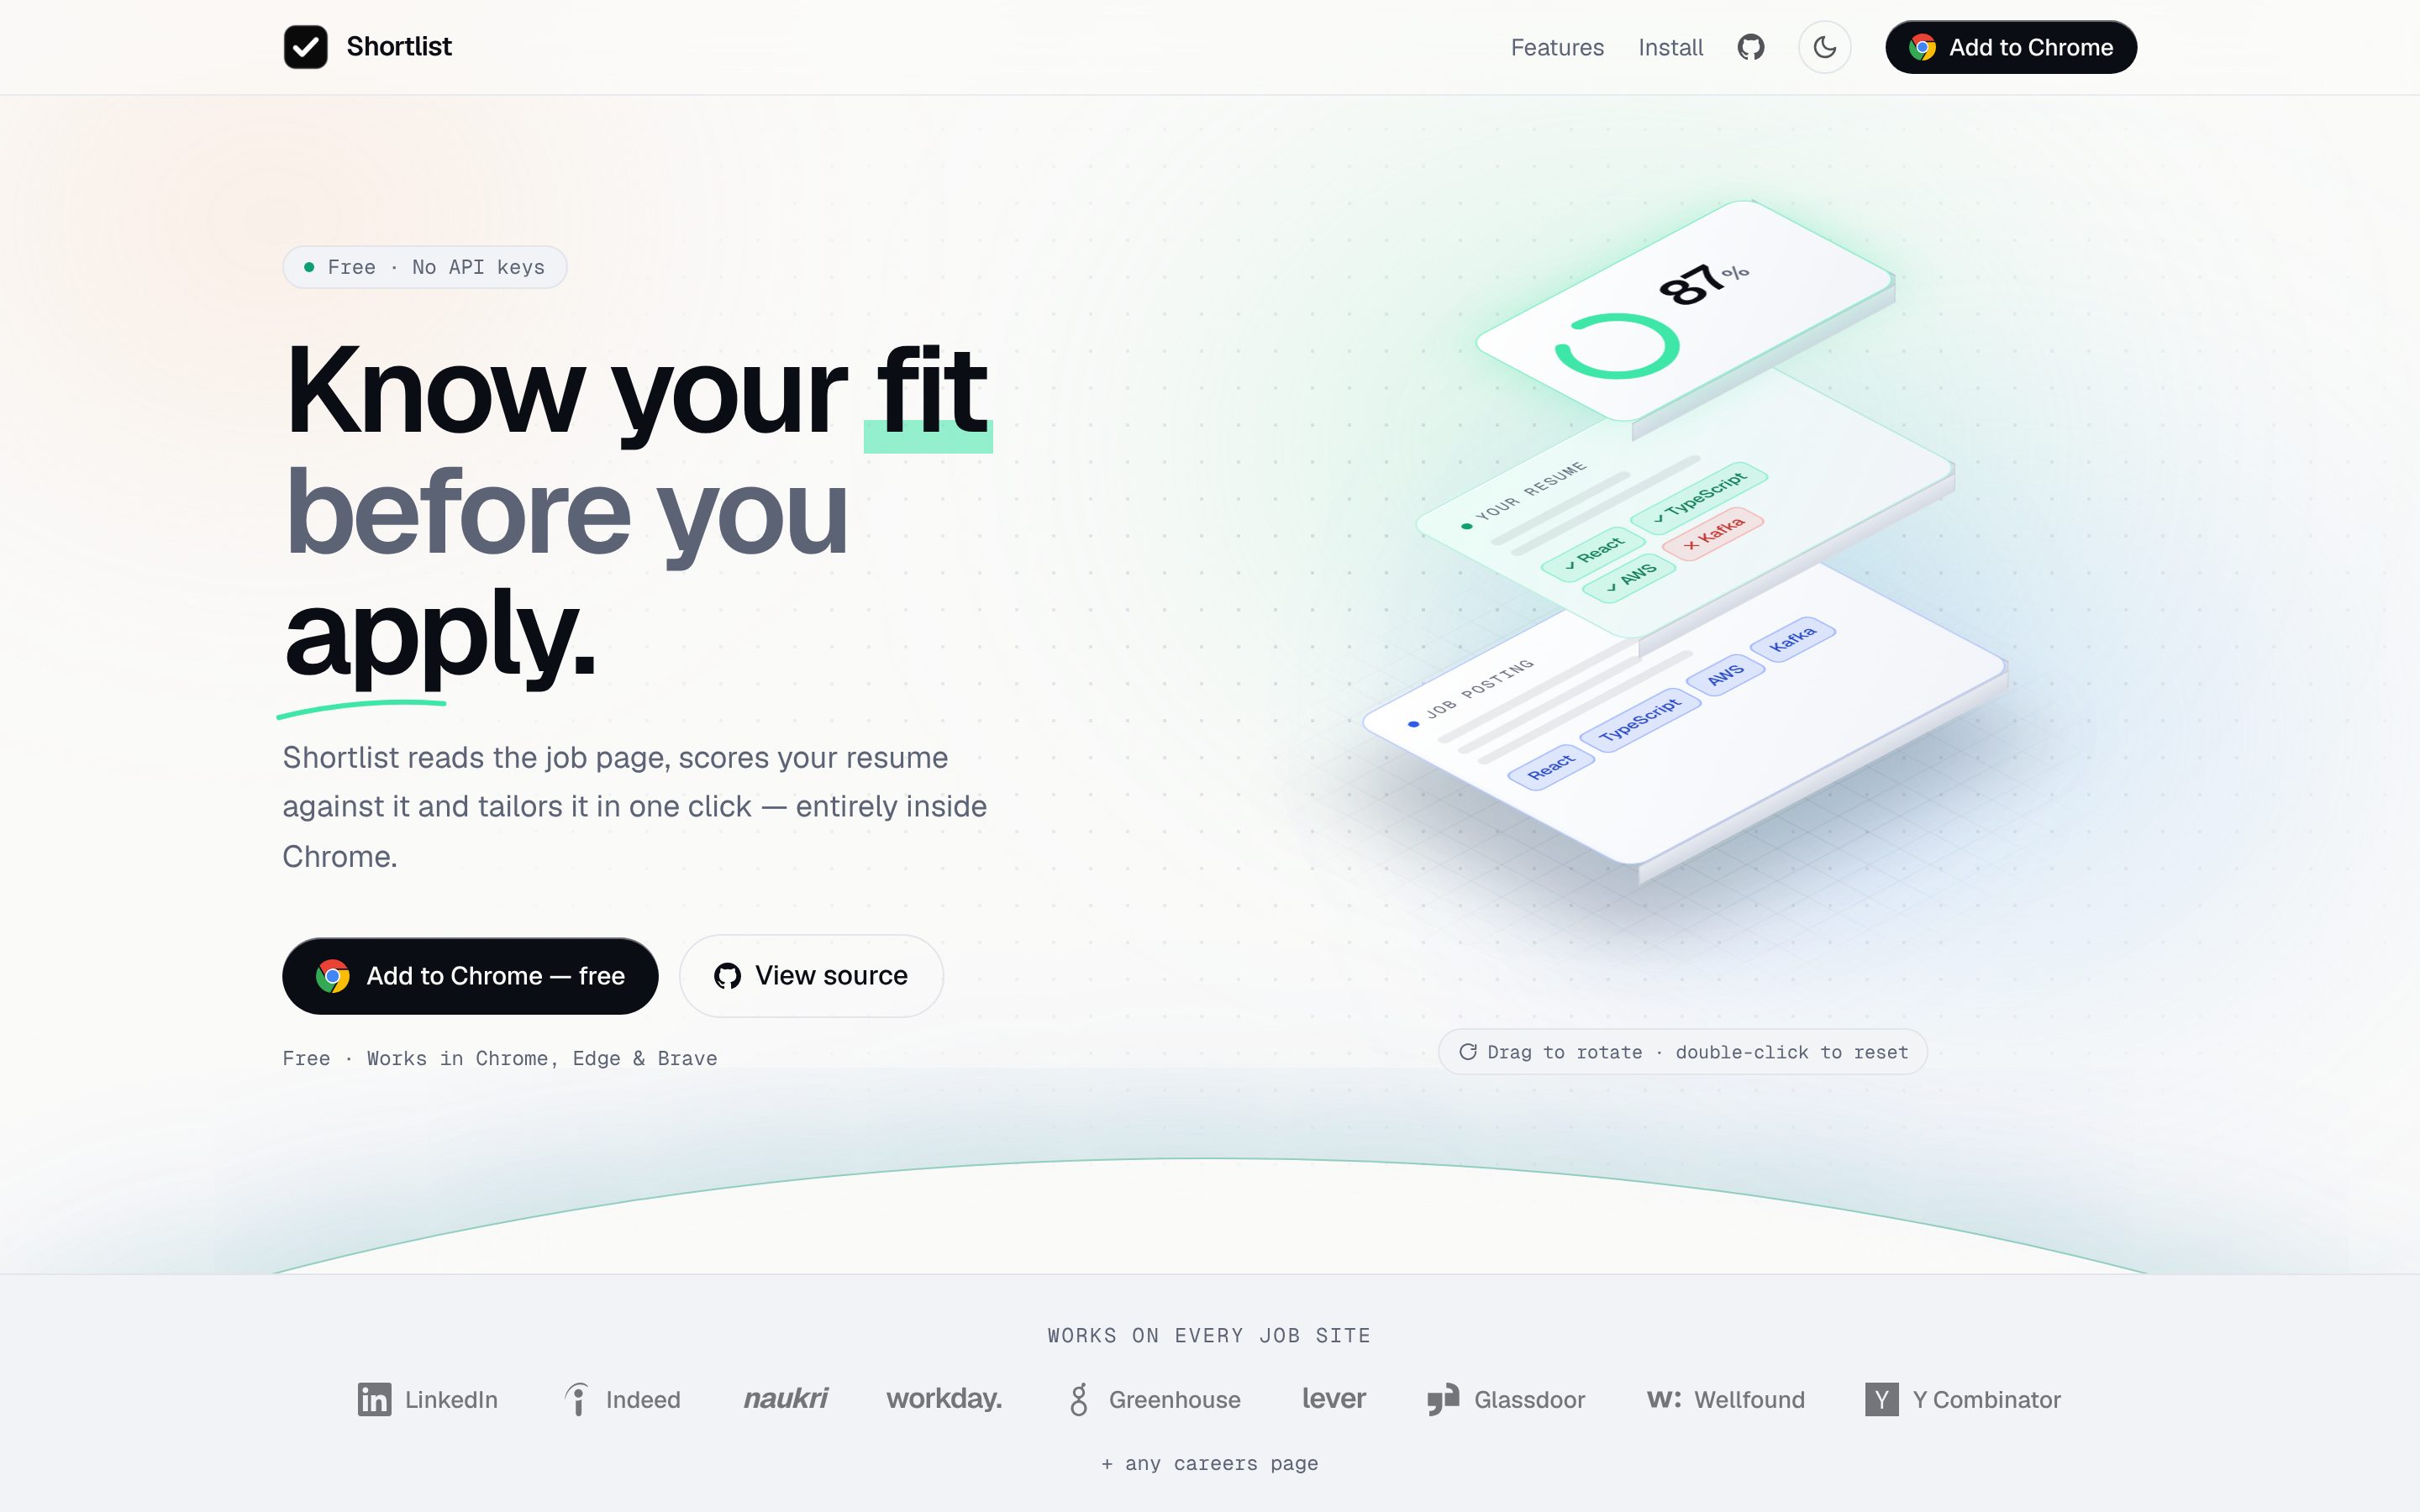 Shortlist
Features
Install
Add to Chrome
Free · No API keys
Know your fit
before you
apply.
Shortlist reads the job page, scores your resume
against it and tailors it in one click — entirely inside
Chrome.
Add to Chrome — free
View source
Free · Works in Chrome, Edge & Brave
87%
YOUR RESUME
✓ React
✓ TypeScript
✓ AWS
✕ Kafka
JOB POSTING
React
TypeScript
AWS
Kafka
Drag to rotate · double-click to reset
WORKS ON EVERY JOB SITE
in LinkedIn
Indeed
naukri
workday.
Greenhouse
lever
Glassdoor
w: Wellfound
Y Y Combinator
+ any careers page